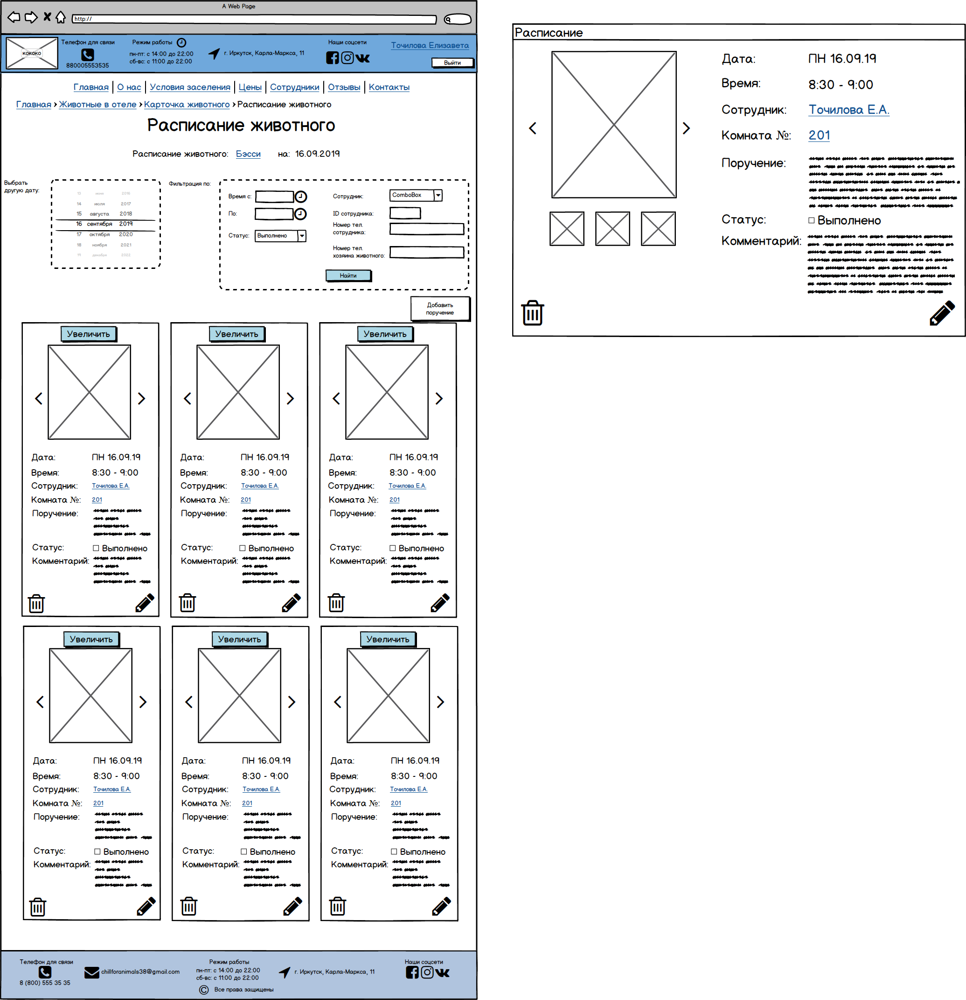 A Web Page
http://
кококо
Телефон для связи
880005553535
Режим работы
пн-пт: с 14:00 до 22:00
сб-вс: с 11:00 до 22:00
г. Иркутск, Карла-Маркса, 11
Наши соцсети
Точилова Елизавета
Выйти
Главная | О нас | Условия заселения | Цены | Сотрудники | Отзывы | Контакты
Главная > Животные в отеле > Карточка животного > Расписание животного
Расписание животного
Расписание животного: Бэсси на: 16.09.2019
Выбрать
другую дату:
13 июня 2016
14 июля 2017
15 августа 2018
16 сентября 2019
17 октября 2020
18 ноября 2021
19 декабря 2022
Фильтрация по:
Время с:
По:
Статус: Выполнено
Сотрудник: ComboBox
ID сотрудника:
Номер тел.
сотрудника:
Номер тел.
хозяина животного:
Найти
Добавить
поручение
Увеличить
Дата: ПН 16.09.19
Время: 8:30 - 9:00
Сотрудник: Точилова Е.А.
Комната №: 201
Поручение:
Статус: Выполнено
Комментарий:
Увеличить
Дата: ПН 16.09.19
Время: 8:30 - 9:00
Сотрудник: Точилова Е.А.
Комната №: 201
Поручение:
Статус: Выполнено
Комментарий:
Увеличить
Дата: ПН 16.09.19
Время: 8:30 - 9:00
Сотрудник: Точилова Е.А.
Комната №: 201
Поручение:
Статус: Выполнено
Комментарий:
Увеличить
Дата: ПН 16.09.19
Время: 8:30 - 9:00
Сотрудник: Точилова Е.А.
Комната №: 201
Поручение:
Статус: Выполнено
Комментарий:
Увеличить
Дата: ПН 16.09.19
Время: 8:30 - 9:00
Сотрудник: Точилова Е.А.
Комната №: 201
Поручение:
Статус: Выполнено
Комментарий:
Увеличить
Дата: ПН 16.09.19
Время: 8:30 - 9:00
Сотрудник: Точилова Е.А.
Комната №: 201
Поручение:
Статус: Выполнено
Комментарий:
Телефон для связи
8 (800) 555 35 35
chillforanimals38@gmail.com
Режим работы
пн-пт: с 14:00 до 22:00
сб-вс: с 11:00 до 22:00
© Все права защищены
г. Иркутск, Карла-Маркса, 11
Наши соцсети
Расписание
Дата: ПН 16.09.19
Время: 8:30 - 9:00
Сотрудник: Точилова Е.А.
Комната №: 201
Поручение:
Статус: Выполнено
Комментарий: